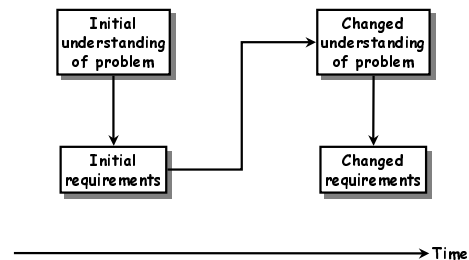 Initial
understanding
of problem
Changed
understanding
of problem
Initial
requirements
Changed
requirements
Time